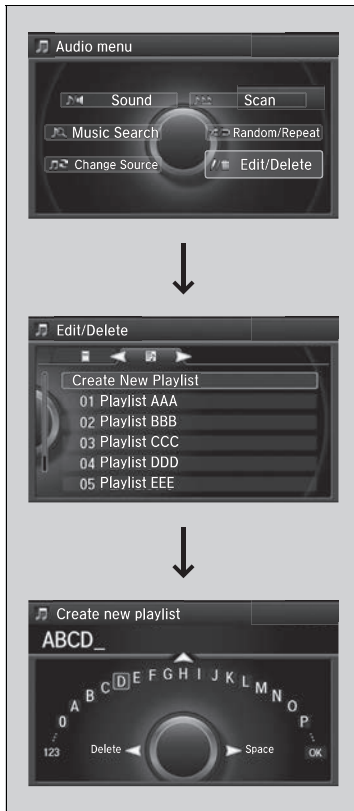 Audio menu
Sound Scan
Music Search Random/Repeat
Change Source Edit/Delete
Edit/Delete
Create New Playlist
01 Playlist AAA
02 Playlist BBB
03 Playlist CCC
04 Playlist DDD
05 Playlist EEE
Create new playlist
ABCD_
0 A B C D E F G H I J K L M N O P
123 Delete Space OK